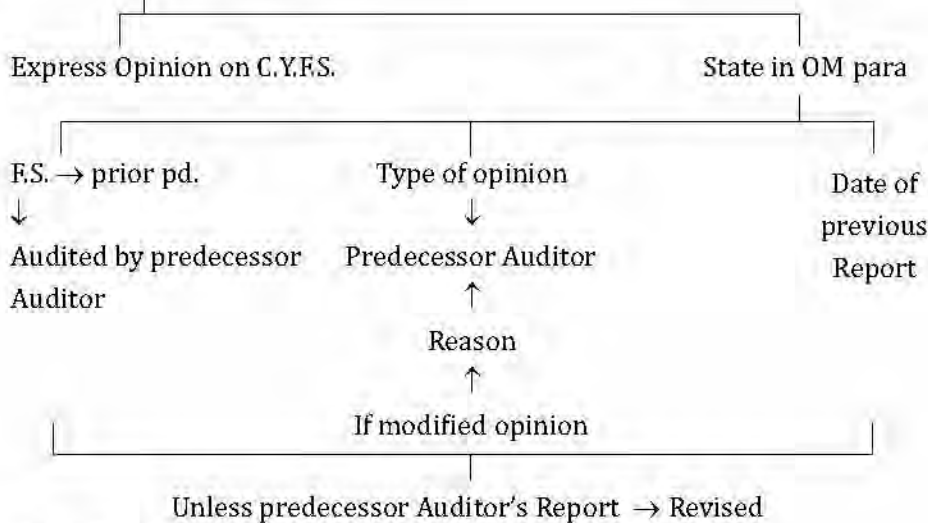 Express Opinion on C.Y.F.S.
State in OM para
F.S. → prior pd.
↓
Audited by predecessor
Auditor
Type of opinion
↓
Predecessor Auditor
↑
Reason
↑
If modified opinion
Date of
previous
Report
Unless predecessor Auditor's Report → Revised